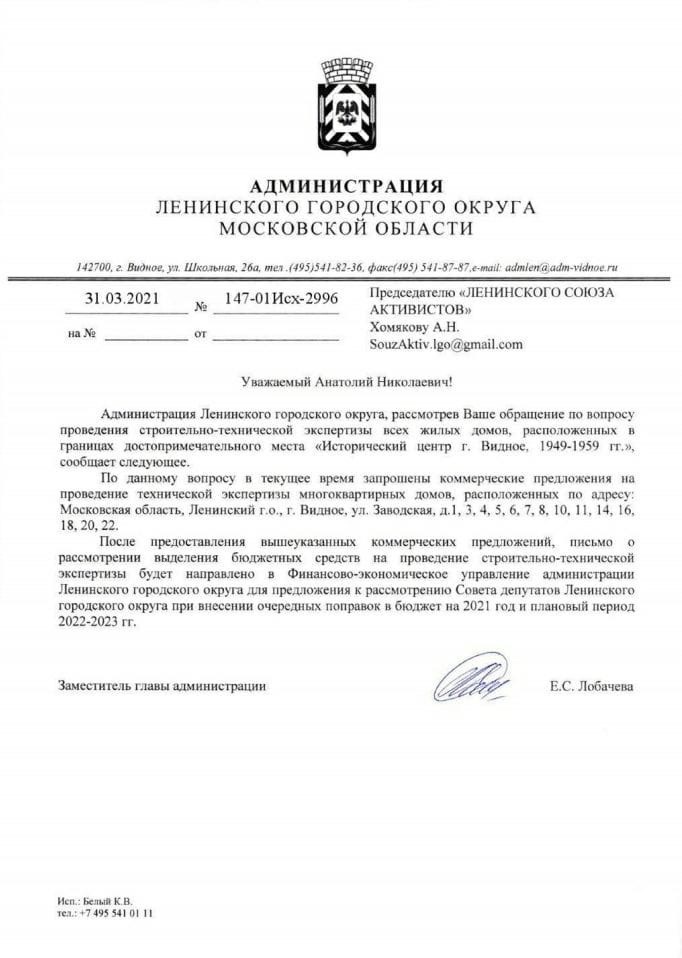 АДМИНИСТРАЦИЯ
ЛЕНИНСКОГО ГОРОДСКОГО ОКРУГА
МОСКОВСКОЙ ОБЛАСТИ
142700, г. Видное, ул. Школьная, 26а, тел .(495)541-82-36, факс(495) 541-87-87,e-mail: admlen@adm-vidnoe.ru
31.03.2021 № 147-01Исх-2996
на № от
Председателю «ЛЕНИНСКОГО СОЮЗА
АКТИВИСТОВ»
Хомякову А.Н.
SouzAktiv.lgo@gmail.com
Уважаемый Анатолий Николаевич!
Администрация Ленинского городского округа, рассмотрев Ваше обращение по вопросу
проведения строительно-технической экспертизы всех жилых домов, расположенных в
границах достопримечательного места «Исторический центр г. Видное, 1949-1959 гг.»,
сообщает следующее.
По данному вопросу в текущее время запрошены коммерческие предложения на
проведение технической экспертизы многоквартирных домов, расположенных по адресу:
Московская область, Ленинский г.о., г. Видное, ул. Заводская, д.1, 3, 4, 5, 6, 7, 8, 10, 11, 14, 16,
18, 20, 22.
После предоставления вышеуказанных коммерческих предложений, письмо о
рассмотрении выделения бюджетных средств на проведение строительно-технической
экспертизы будет направлено в Финансово-экономическое управление администрации
Ленинского городского округа для предложения к рассмотрению Совета депутатов Ленинского
городского округа при внесении очередных поправок в бюджет на 2021 год и плановый период
2022-2023 гг.
Заместитель главы администрации Е.С. Лобачева
Исп.: Белый К.В.
тел.: +7 495 541 01 11